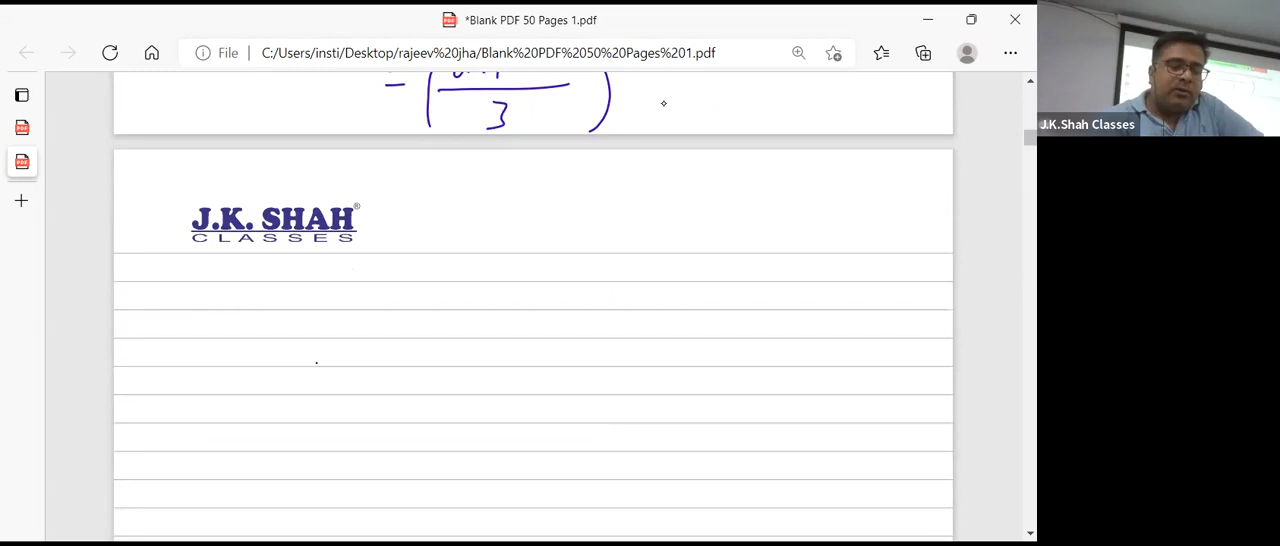 *Blank PDF 50 Pages 1.pdf
File
C:/Users/insti/Desktop/rajeev%20jha/Blank%20PDF%2050%20Pages%201.pdf
J.K.Shah Classes
=
3
J.K. SHAH®
CLASSES